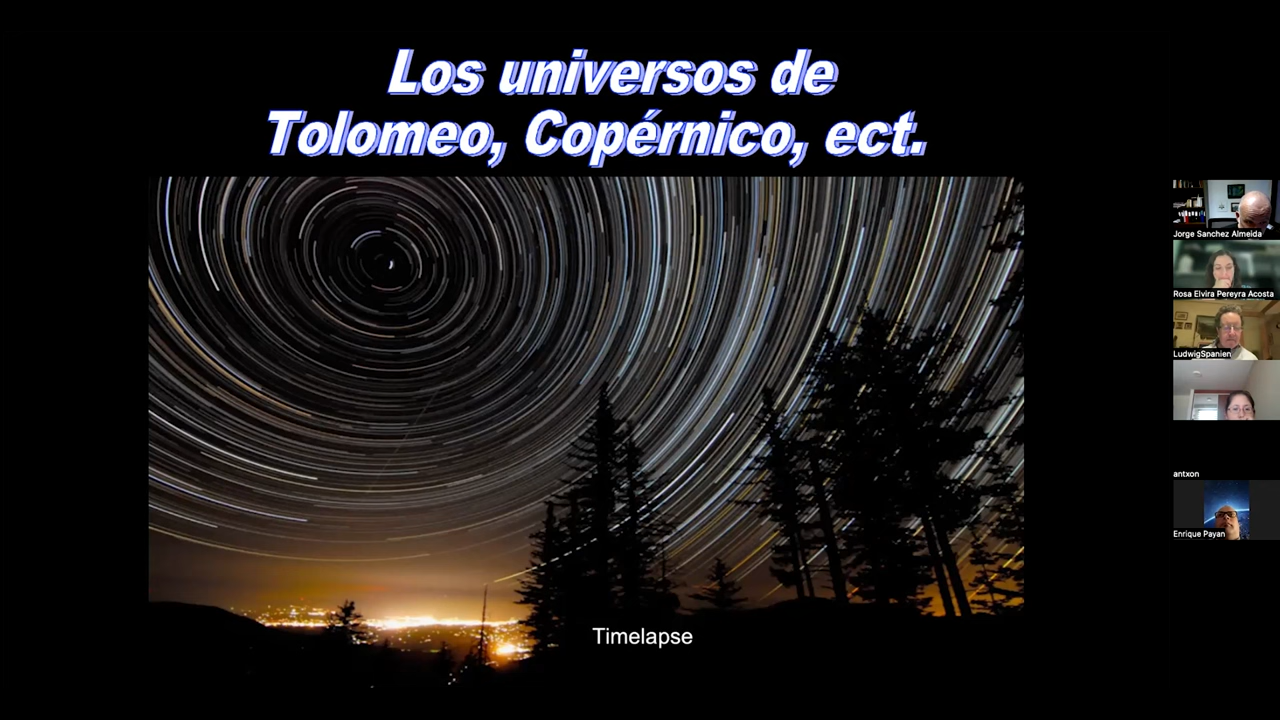 Los universos de
Tolomeo, Copérnico, ect.
Timelapse
Jorge Sanchez Almeida
Rosa Elvira Pereyra Acosta
LudwigSpanien
antxon
Enrique Payan